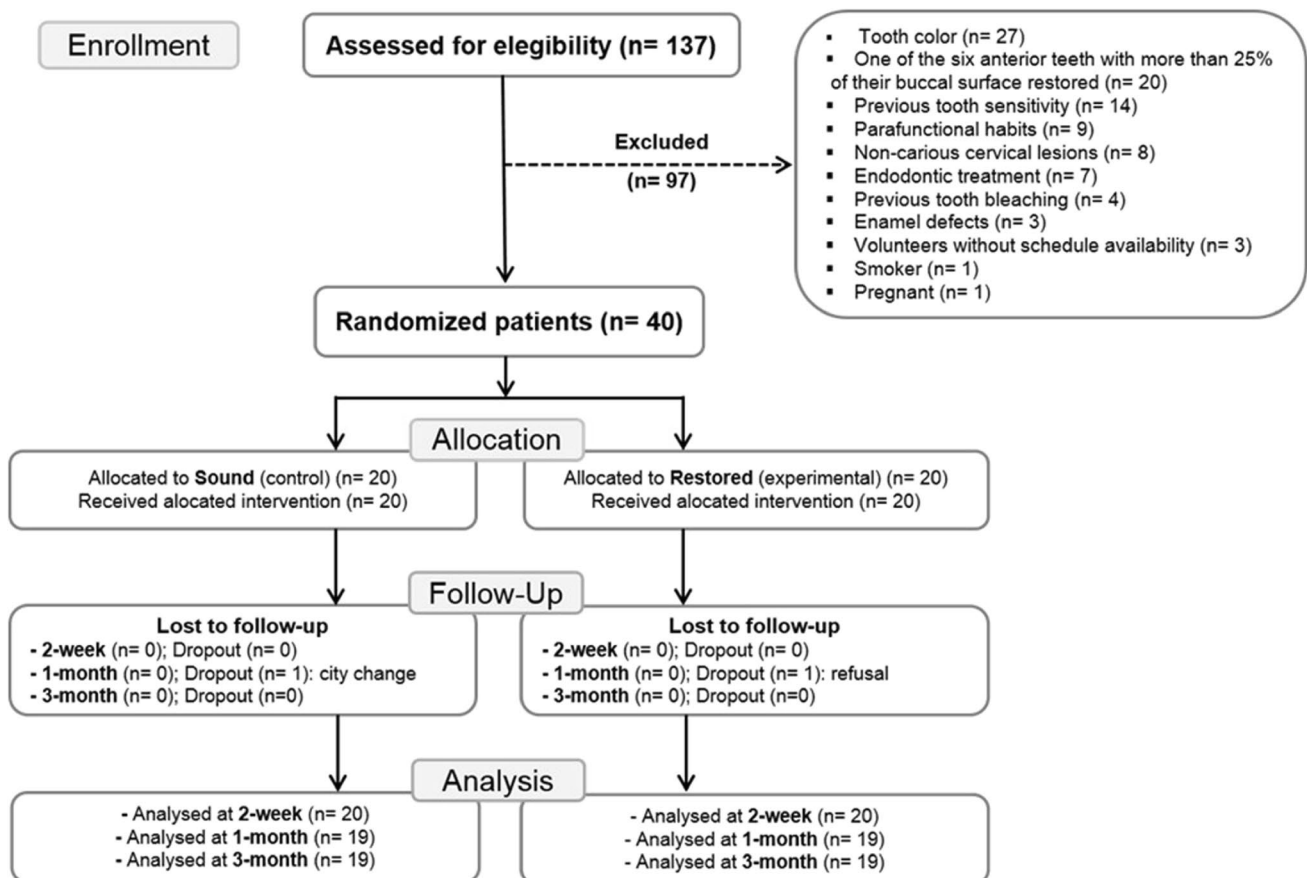 Enrollment
Assessed for elegibility (n= 137)
Excluded
(n= 97)
▪ Tooth color (n= 27)
▪ One of the six anterior teeth with more than 25%
of their buccal surface restored (n= 20)
▪ Previous tooth sensitivity (n= 14)
▪ Parafunctional habits (n= 9)
▪ Non-carious cervical lesions (n= 8)
▪ Endodontic treatment (n= 7)
▪ Previous tooth bleaching (n= 4)
▪ Enamel defects (n= 3)
▪ Volunteers without schedule availability (n= 3)
▪ Smoker (n= 1)
▪ Pregnant (n= 1)
Randomized patients (n= 40)
Allocation
Allocated to Sound (control) (n= 20)
Received alocated intervention (n= 20)
Allocated to Restored (experimental) (n= 20)
Received alocated intervention (n= 20)
Follow-Up
Lost to follow-up
- 2-week (n= 0); Dropout (n= 0)
- 1-month (n= 0); Dropout (n= 1): city change
- 3-month (n= 0); Dropout (n=0)
Lost to follow-up
- 2-week (n= 0); Dropout (n= 0)
- 1-month (n= 0); Dropout (n= 1): refusal
- 3-month (n= 0); Dropout (n=0)
Analysis
- Analysed at 2-week (n= 20)
- Analysed at 1-month (n= 19)
- Analysed at 3-month (n= 19)
- Analysed at 2-week (n= 20)
- Analysed at 1-month (n= 19)
- Analysed at 3-month (n= 19)